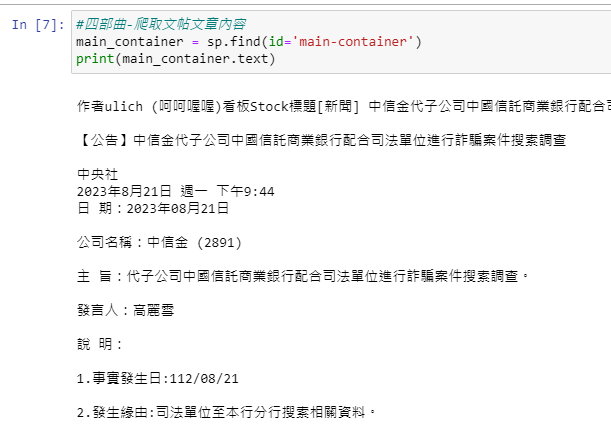 In [7]: #四部曲-爬取文帖文章內容
main_container = sp.find(id='main-container')
print(main_container.text)
作者ulich (呵呵喔喔)看板Stock標題[新聞] 中信金代子公司中國信託商業銀行配合
【公告】中信金代子公司中國信託商業銀行配合司法單位進行詐騙案件搜索調查
中央社
2023年8月21日 週一 下午9:44
日 期：2023年08月21日
公司名稱：中信金 (2891)
主 旨：代子公司中國信託商業銀行配合司法單位進行詐騙案件搜索調查。
發言人：高麗雪
說 明：
1.事實發生日:112/08/21
2.發生緣由:司法單位至本行分行搜索相關資料。